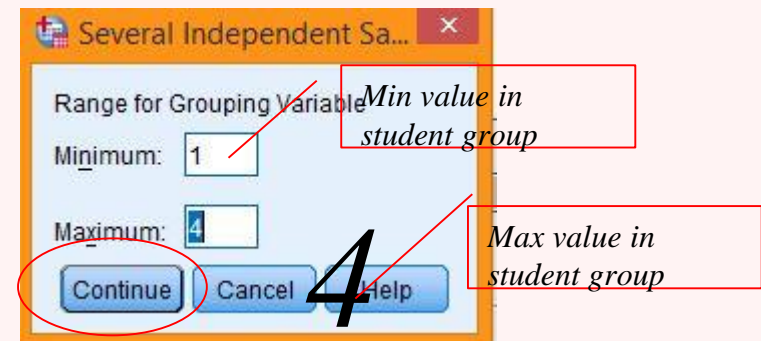 Several Independent Sa...
Range for Grouping Variable
Minimum: 1
Maximum: 4
Continue Cancel Help
Min value in
student group
4
Max value in
student group